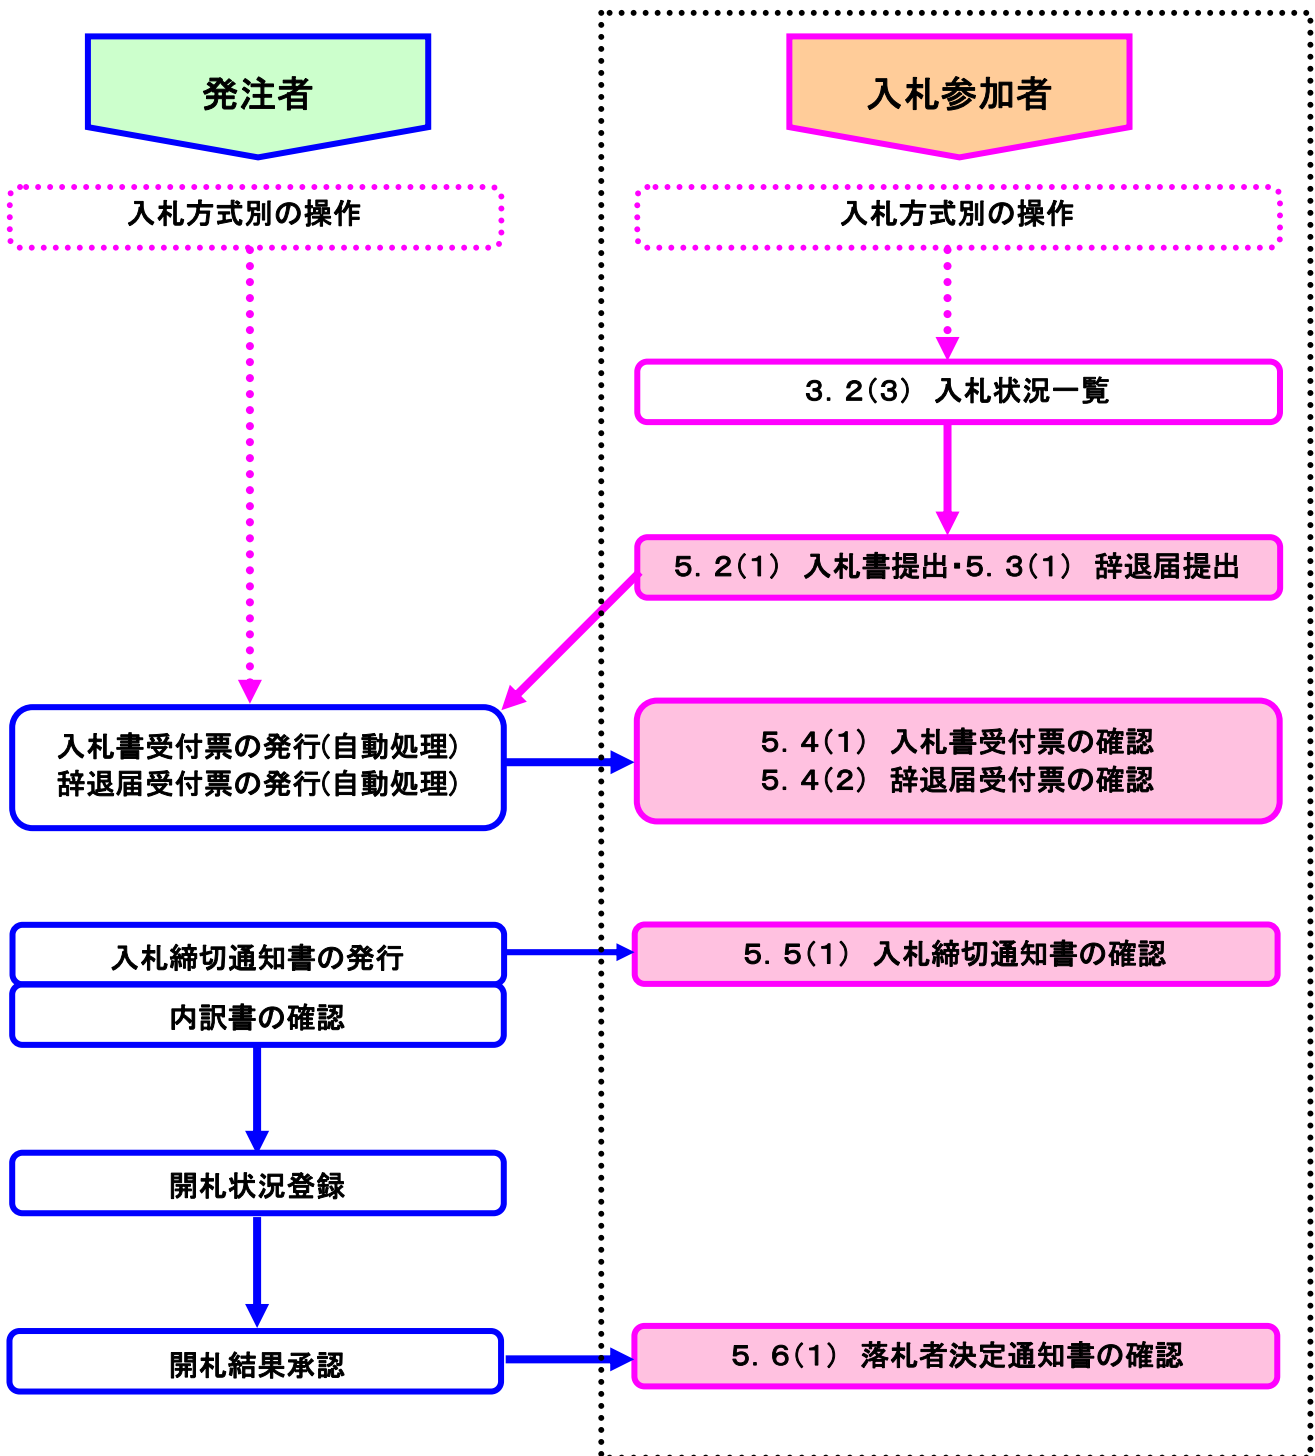 発注者
入札参加者
入札方式別の操作
入札方式別の操作
3. 2(3) 入札状況一覧
5. 2(1) 入札書提出・5. 3(1) 辞退届提出
入札書受付票の発行(自動処理)
辞退届受付票の発行(自動処理)
5. 4(1) 入札書受付票の確認
5. 4(2) 辞退届受付票の確認
入札締切通知書の発行
5. 5(1) 入札締切通知書の確認
内訳書の確認
開札状況登録
開札結果承認
5. 6(1) 落札者決定通知書の確認